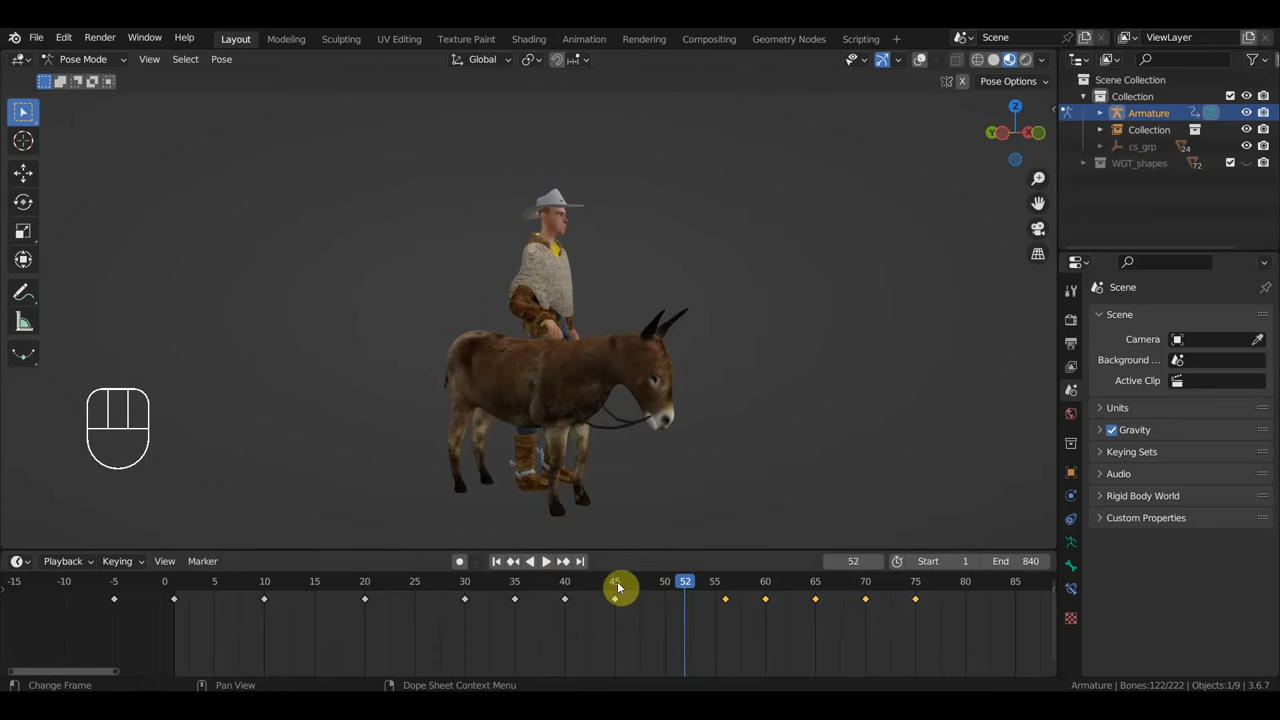 File Edit Render Window Help Layout Modeling Sculpting UV Editing Texture Paint Shading Animation Rendering Compositing Geometry Nodes Scripting + Scene ViewLayer
Pose Mode View Select Pose Global
X Pose Options
Scene Collection
Collection
Armature
Collection
cs_grp 24
WGT_shapes 72
Z
Y X
Scene
Scene
Camera
Background ...
Active Clip
Units
Gravity
Keying Sets
Audio
Rigid Body World
Custom Properties
Playback Keying View Marker 52 Start 1 End 840
-15 -10 -5 0 5 10 15 20 25 30 35 40 45 50 52 55 60 65 70 75 80 85
Change Frame Pan View Dope Sheet Context Menu Armature | Bones:122/222 | Objects:1/9 | 3.6.7